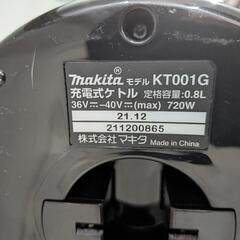 makita® モデル KT001G
充電式ケトル 定格容量:0.8L
36V⎓-40V⎓(max) 720W
21.12
211200865
株式会社 マキタ Made in China